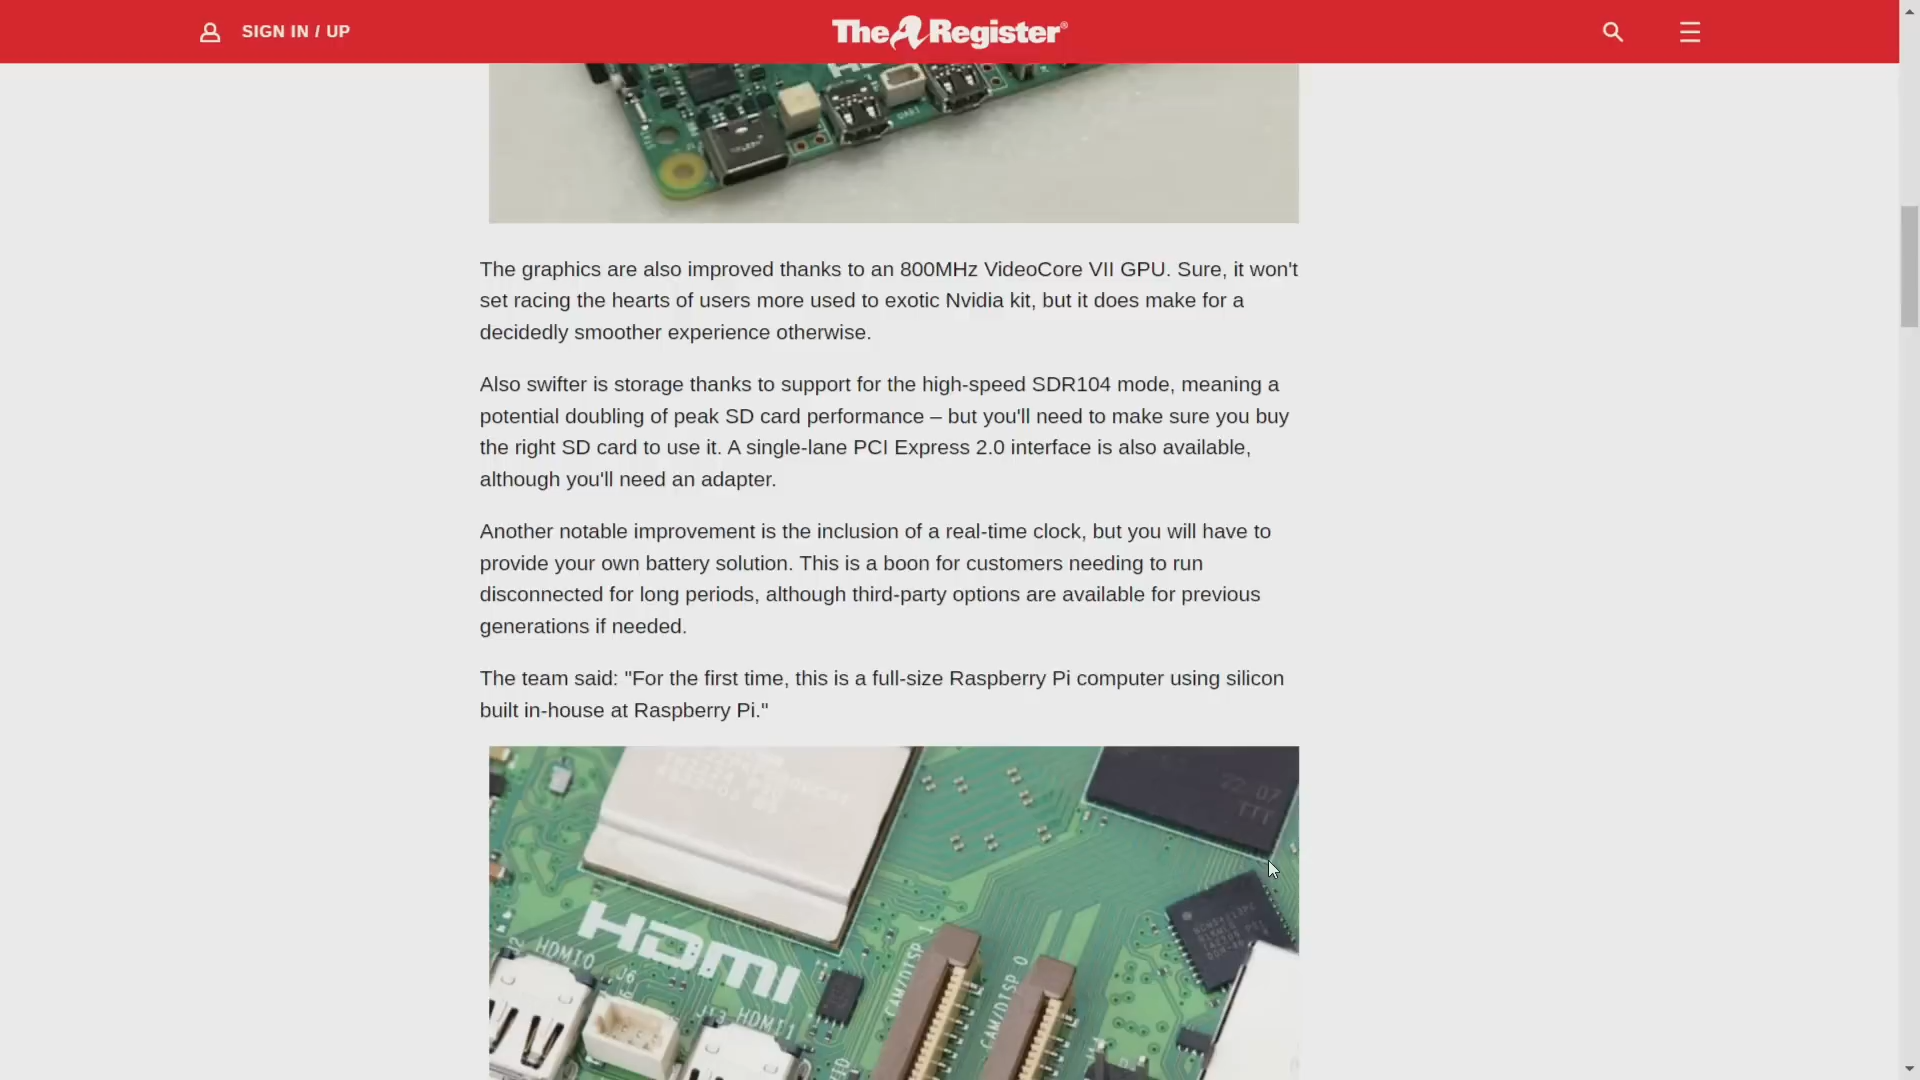 SIGN IN / UP
The Register®
UART
The graphics are also improved thanks to an 800MHz VideoCore VII GPU. Sure, it won't
set racing the hearts of users more used to exotic Nvidia kit, but it does make for a
decidedly smoother experience otherwise.
Also swifter is storage thanks to support for the high-speed SDR104 mode, meaning a
potential doubling of peak SD card performance – but you'll need to make sure you buy
the right SD card to use it. A single-lane PCI Express 2.0 interface is also available,
although you'll need an adapter.
Another notable improvement is the inclusion of a real-time clock, but you will have to
provide your own battery solution. This is a boon for customers needing to run
disconnected for long periods, although third-party options are available for previous
generations if needed.
The team said: "For the first time, this is a full-size Raspberry Pi computer using silicon
built in-house at Raspberry Pi."
22 07
HDMI
HDMI0
J6
J13 HDMI1
CAM/DISP 1
CAM/DISP 0